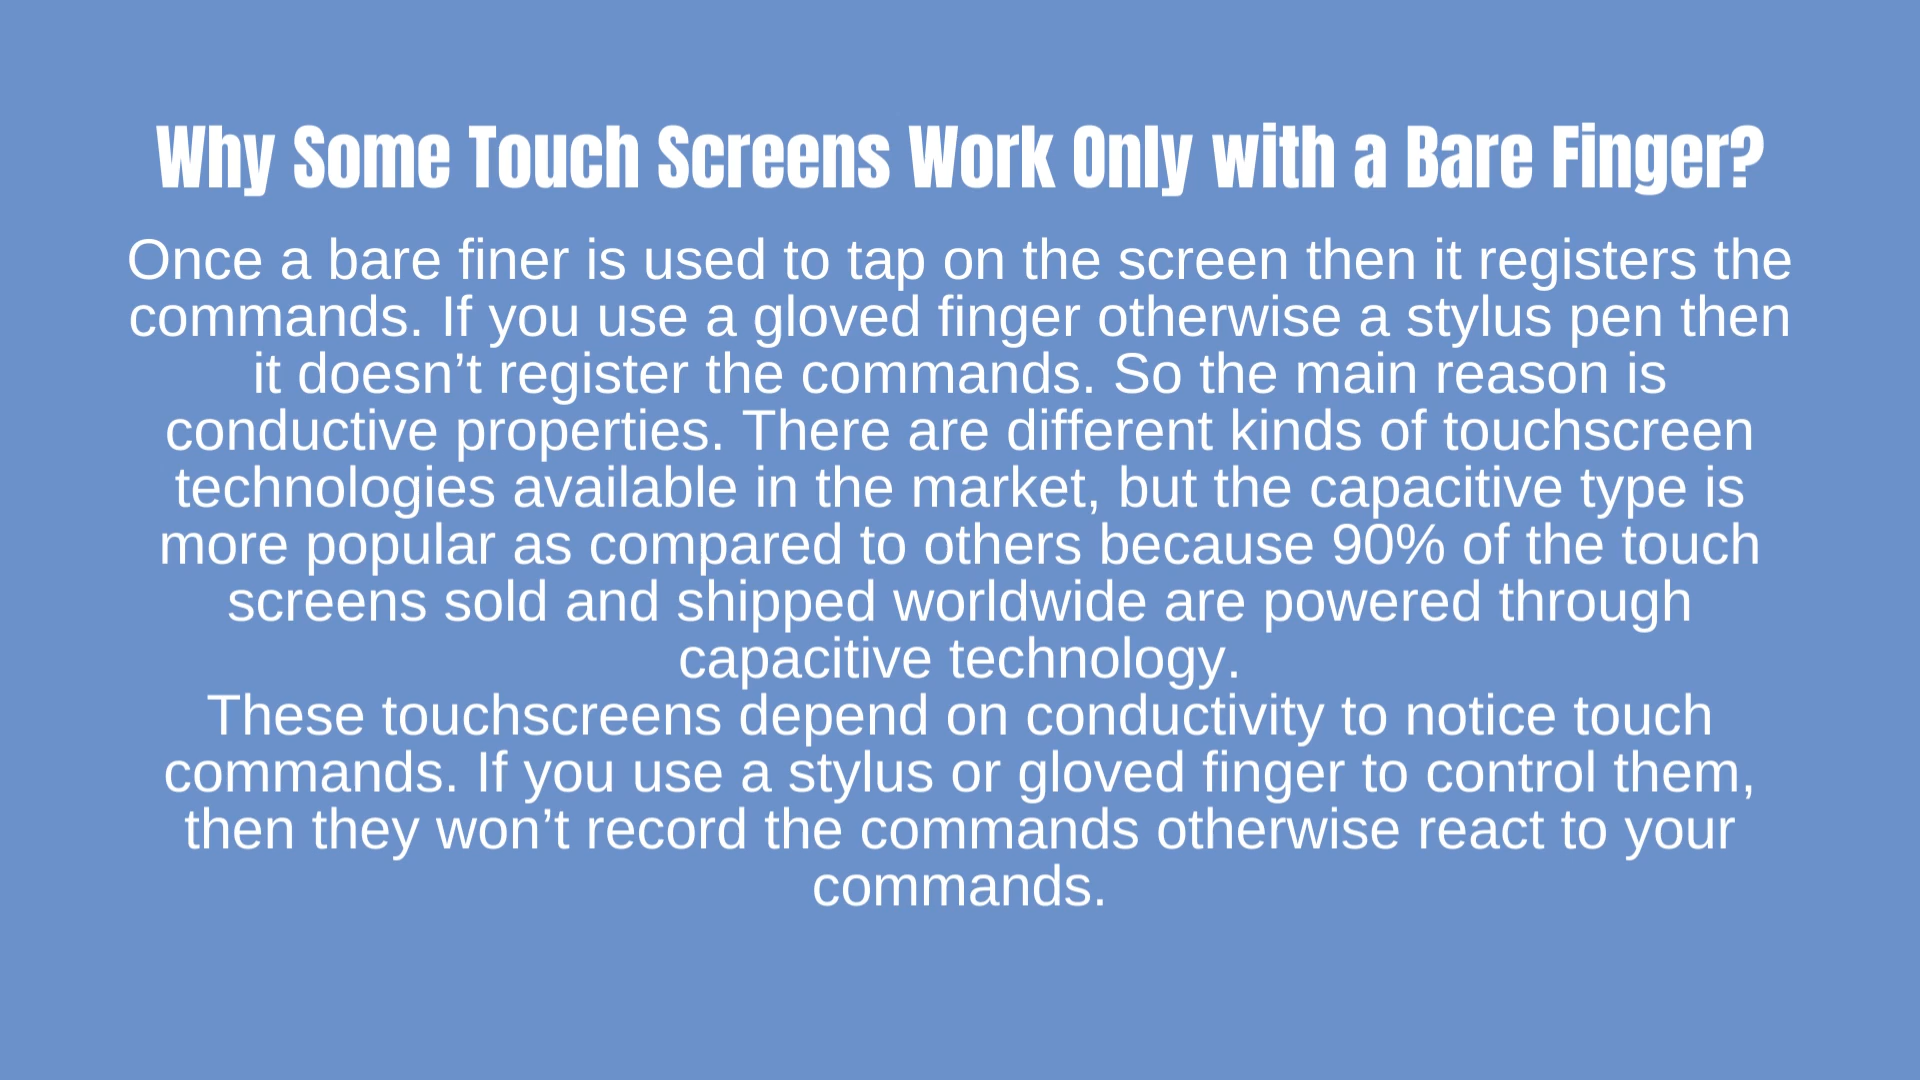 Why Some Touch Screens Work Only with a Bare Finger?
Once a bare finer is used to tap on the screen then it registers the
commands. If you use a gloved finger otherwise a stylus pen then
it doesn’t register the commands. So the main reason is
conductive properties. There are different kinds of touchscreen
technologies available in the market, but the capacitive type is
more popular as compared to others because 90% of the touch
screens sold and shipped worldwide are powered through
capacitive technology.
These touchscreens depend on conductivity to notice touch
commands. If you use a stylus or gloved finger to control them,
then they won’t record the commands otherwise react to your
commands.